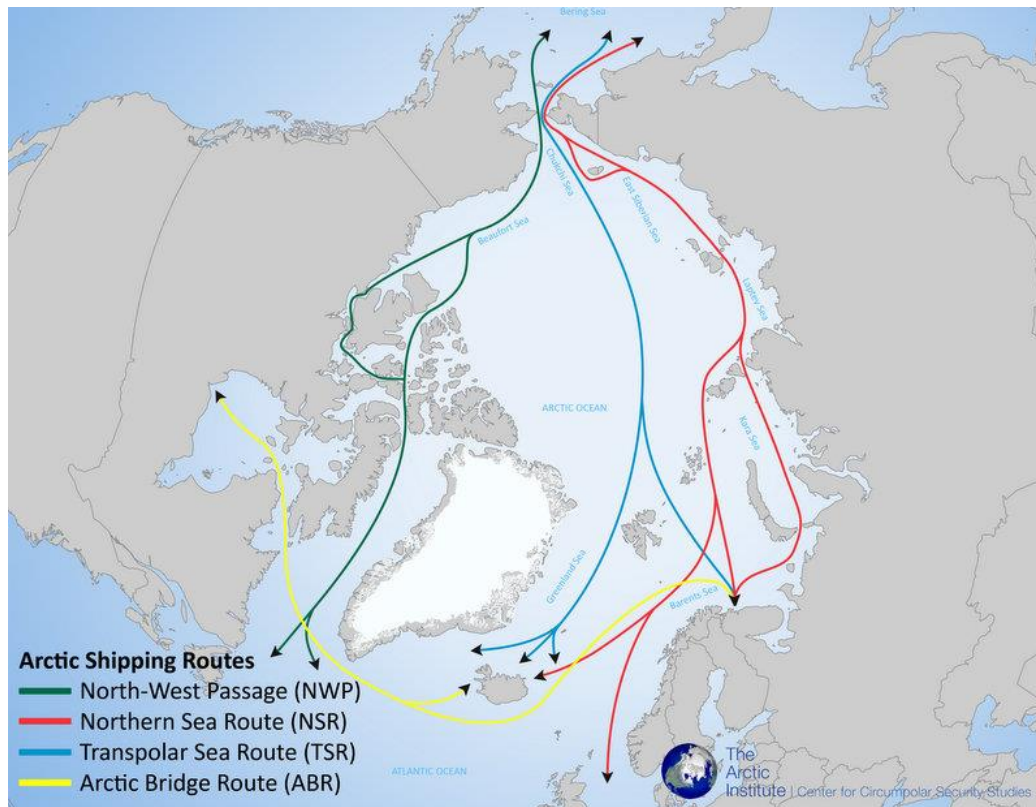 Bering Sea
Chukchi Sea
East Siberian Sea
Beaufort Sea
Laptev Sea
ARCTIC OCEAN
Kara Sea
Greenland Sea
Barents Sea
Arctic Shipping Routes
North-West Passage (NWP)
Northern Sea Route (NSR)
Transpolar Sea Route (TSR)
Arctic Bridge Route (ABR)
ATLANTIC OCEAN
The
Arctic
Institute | Center for Circumpolar Security Studies